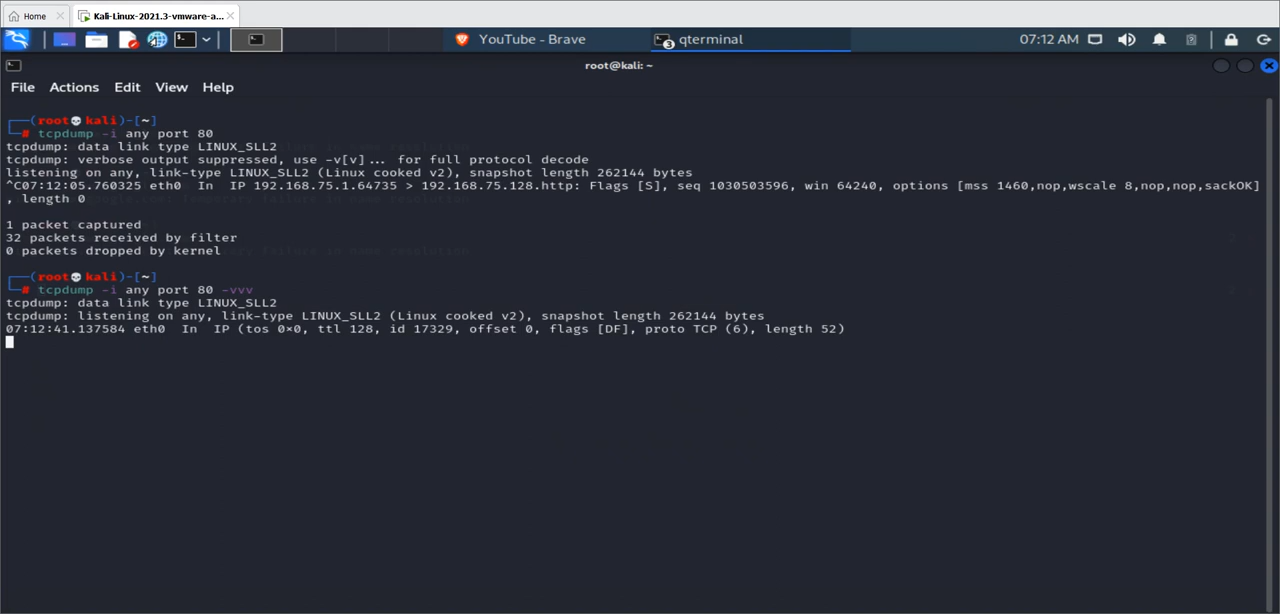 Home
Kali-Linux-2021.3-vmware-a...
YouTube - Brave
3 qterminal
07:12 AM
root@kali: ~
File Actions Edit View Help
┌──(root💀kali)-[~]
└─# tcpdump -i any port 80
tcpdump: data link type LINUX_SLL2
tcpdump: verbose output suppressed, use -v[v]... for full protocol decode
listening on any, link-type LINUX_SLL2 (Linux cooked v2), snapshot length 262144 bytes
^C07:12:05.760325 eth0  In  IP 192.168.75.1.64735 > 192.168.75.128.http: Flags [S], seq 1030503596, win 64240, options [mss 1460,nop,wscale 8,nop,nop,sackOK]
, length 0
1 packet captured
32 packets received by filter
0 packets dropped by kernel
┌──(root💀kali)-[~]
└─# tcpdump -i any port 80 -vvv
tcpdump: data link type LINUX_SLL2
tcpdump: listening on any, link-type LINUX_SLL2 (Linux cooked v2), snapshot length 262144 bytes
07:12:41.137584 eth0  In  IP (tos 0×0, ttl 128, id 17329, offset 0, flags [DF], proto TCP (6), length 52)